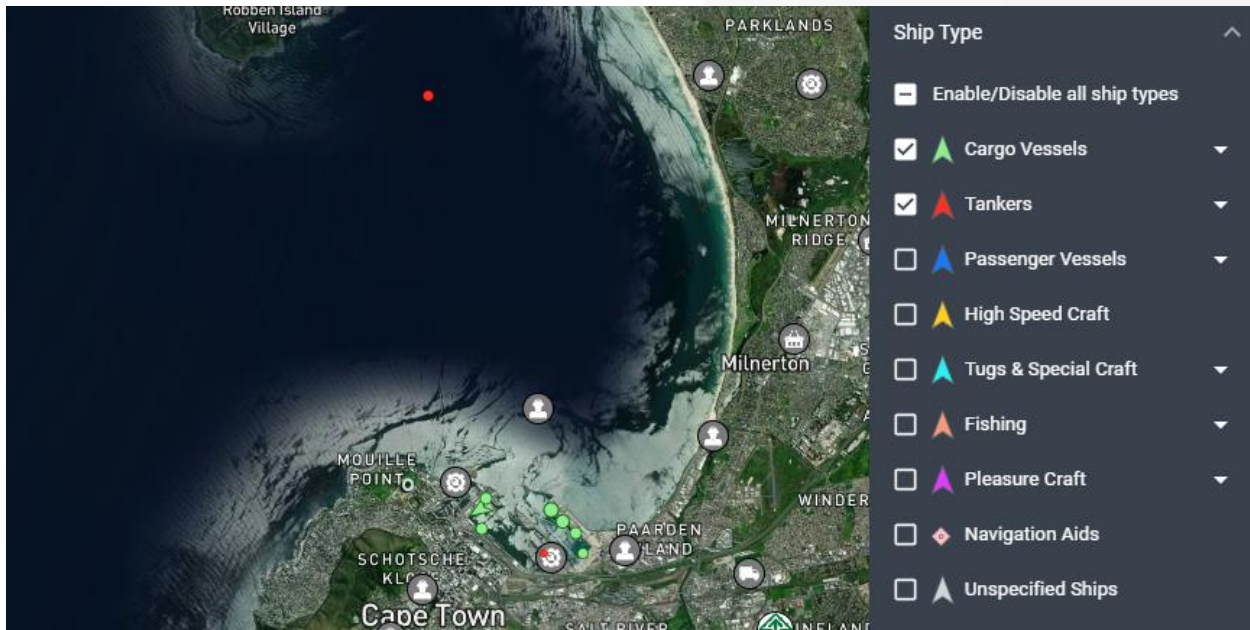 Robben Island
Village
PARKLANDS
MILNERTON
RIDGE
Milnerton
MOUILLE
POINT
WINDER
PAARDEN
LAND
SCHOTSCHE
Cape Town
SALT RIVER
INELAND
Ship Type
Enable/Disable all ship types
Cargo Vessels
Tankers
Passenger Vessels
High Speed Craft
Tugs & Special Craft
Fishing
Pleasure Craft
Navigation Aids
Unspecified Ships